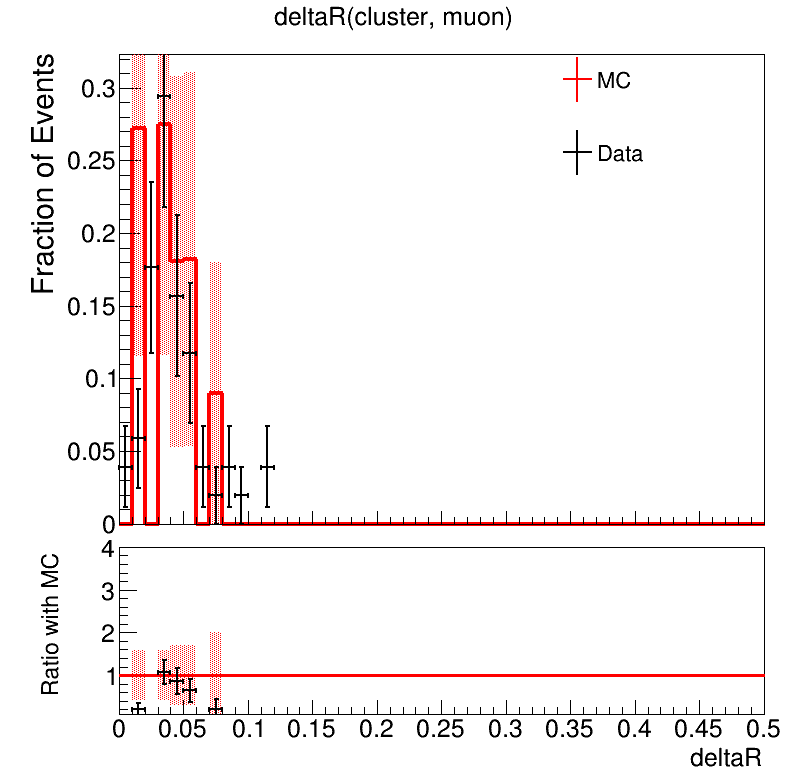 deltaR(cluster, muon)
Fraction of Events
0.3
0.25
0.2
0.15
0.1
0.05
0
MC
Data
Ratio with MC
4
3
2
1
0 0.05 0.1 0.15 0.2 0.25 0.3 0.35 0.4 0.45 0.5
deltaR